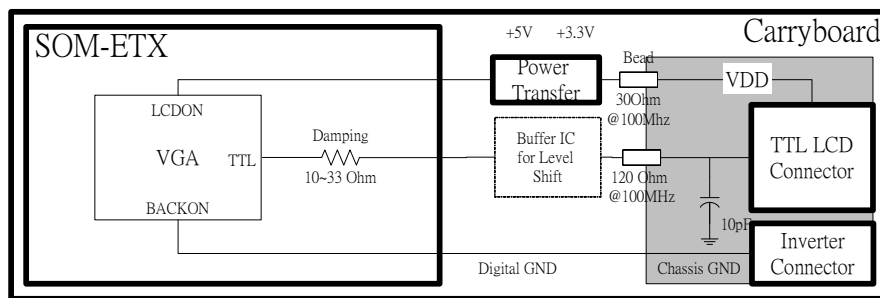 SOM-ETX
+5V +3.3V
Carryboard
Power
Transfer
Bead
30Ohm
@100Mhz
VDD
LCDON
VGA
TTL
BACKON
Damping
10~33 Ohm
Buffer IC
for Level
Shift
120 Ohm
@100MHz
10pF
TTL LCD
Connector
Inverter
Connector
Digital GND
Chassis GND